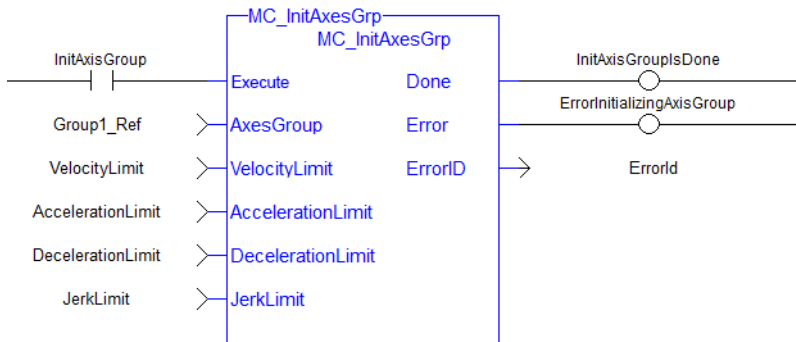 MC_InitAxesGrp
MC_InitAxesGrp
InitAxisGroup InitAxisGroupIsDone
Execute Done
ErrorInitializingAxisGroup
Group1_Ref AxesGroup Error
VelocityLimit VelocityLimit ErrorID ErrorId
AccelerationLimit AccelerationLimit
DecelerationLimit DecelerationLimit
JerkLimit JerkLimit